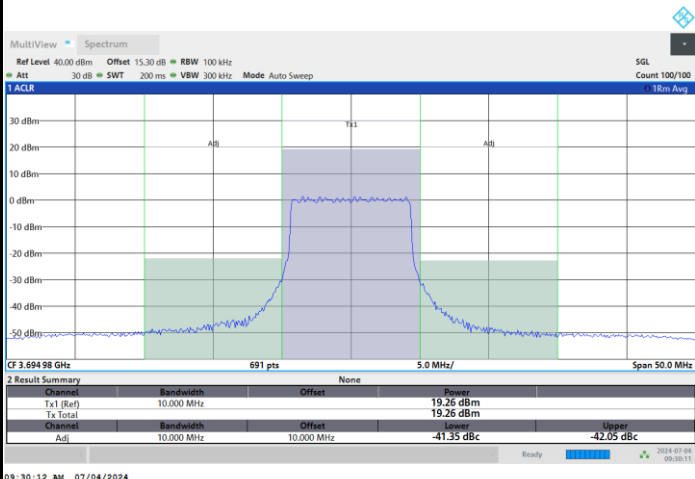 MultiView Spectrum
Ref Level 40.00 dBm Offset 15.30 dB RBW 100 kHz SGL
Att 30 dB SWT 200 ms VBW 300 kHz Mode Auto Sweep Count 100/100
1 ACLR 1Rm Avg
30 dBm
Tx1
20 dBm Adj Adj
10 dBm
0 dBm
-10 dBm
-20 dBm
-30 dBm
-40 dBm
-50 dBm
CF 3.694 98 GHz 691 pts 5.0 MHz/ Span 50.0 MHz
2 Result Summary None
Channel Bandwidth Offset Power
Tx1 (Ref) 10.000 MHz 19.26 dBm
Tx Total 19.26 dBm
Channel Bandwidth Offset Lower Upper
Adj 10.000 MHz 10.000 MHz -41.35 dBc -42.05 dBc
Ready 2024-07-04
09:30:11
09:30:12 AM 07/04/2024